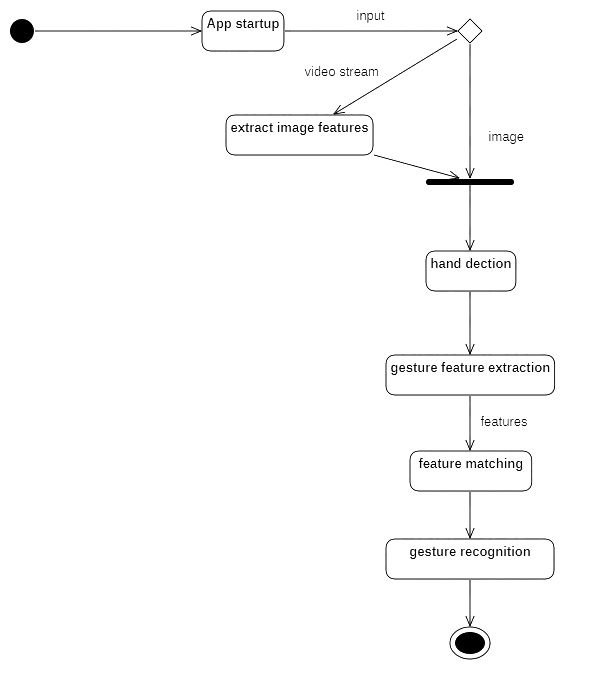 App startup
input
video stream
extract image features
image
hand dection
gesture feature extraction
features
feature matching
gesture recognition